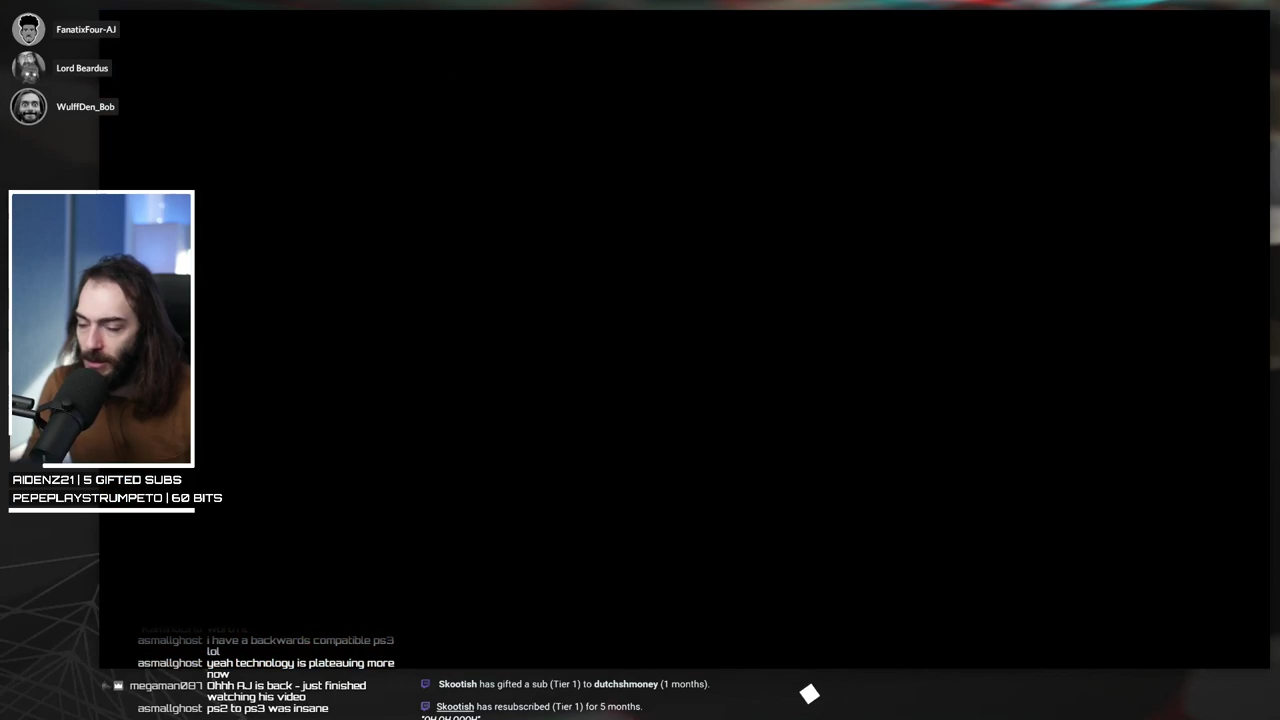 FanatixFour-AJ
Lord Beardus
WulffDen_Bob
AIDENZ21 | 5 GIFTED SUBS
PEPEPLAYSTRUMPETO | 60 BITS
asmallghost i have a backwards compatible ps3
lol
asmallghost yeah technology is plateauing more
now
megaman087 Ohhh AJ is back - just finished
watching his video
asmallghost ps2 to ps3 was insane
Skootish has gifted a sub (Tier 1) to dutchshmoney (1 months).
Skootish has resubscribed (Tier 1) for 5 months.